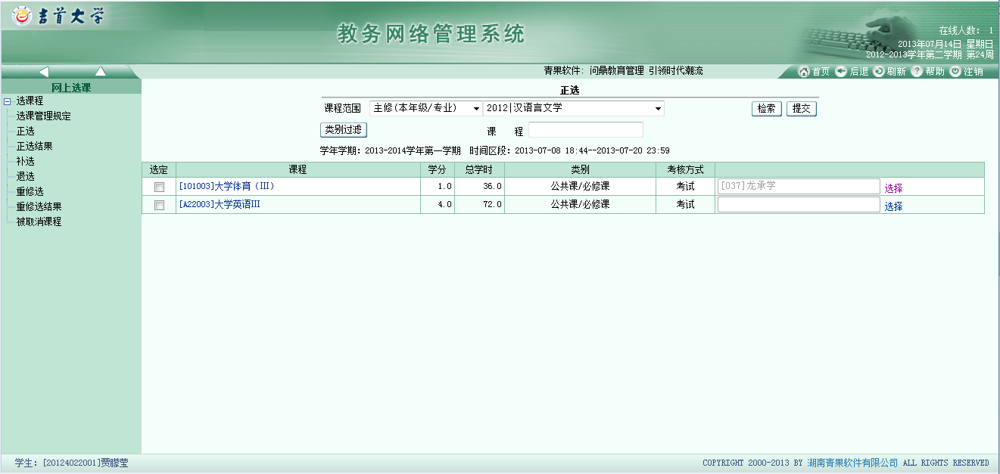 吉首大学
教务网络管理系统
在线人数： 1
2013年07月14日 星期日
2012-2013学年第二学期 第24周
青果软件：问鼎教育管理 引领时代潮流
首页 后退 刷新 帮助 注销
网上选课
选课程
选课管理规定
正选
正选结果
补选
退选
重修选
重修选结果
被取消课程
正选
课程范围 主修(本年级/专业) 2012|汉语言文学 检索 提交
类别过滤 课 程
学年学期：2013-2014学年第一学期 时间区段：2013-07-08 18:44--2013-07-20 23:59
选定 课程 学分 总学时 类别 考核方式
[101003]大学体育（III） 1.0 36.0 公共课/必修课 考试 [037]龙承学 选择
[A22003]大学英语III 4.0 72.0 公共课/必修课 考试 选择
学生：[20124022001]贾朦莹
COPYRIGHT 2000-2013 BY 湖南青果软件有限公司 ALL RIGHTS RESERVED